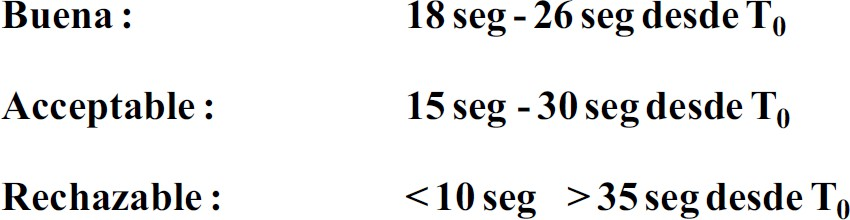 Buena : 18 seg - 26 seg desde T₀
Acceptable : 15 seg - 30 seg desde T₀
Rechazable : < 10 seg > 35 seg desde T₀